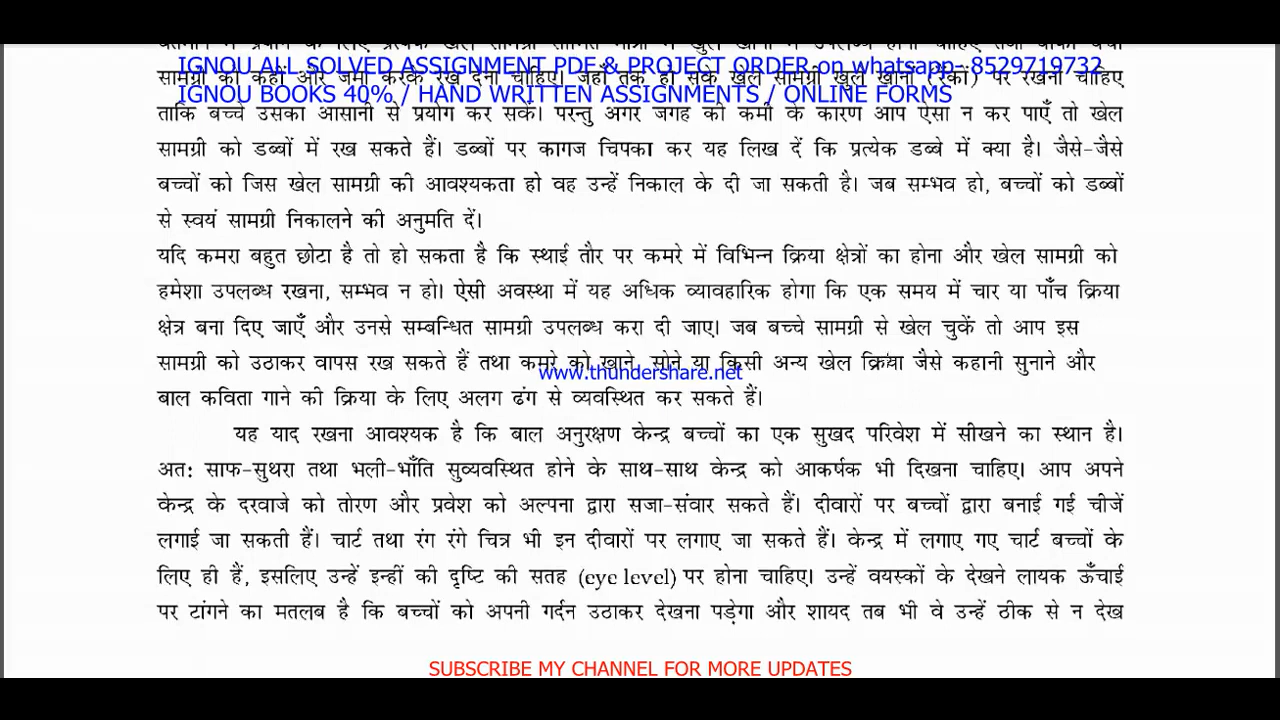 IGNOU ALL SOLVED ASSIGNMENT PDF & PROJECT ORDER on whatsapp- 8529719732
सामग्री को कहीं और जमा करके रख देना चाहिए। जहाँ तक हो सके खेल सामग्री खुले खानों (रैकों) पर रखना चाहिए
IGNOU BOOKS 40% / HAND WRITTEN ASSIGNMENTS / ONLINE FORMS
ताकि बच्चे उसका आसानी से प्रयोग कर सकें। परन्तु अगर जगह की कमी के कारण आप ऐसा न कर पाएँ तो खेल
सामग्री को डब्बों में रख सकते हैं। डब्बों पर कागज चिपका कर यह लिख दें कि प्रत्येक डब्बे में क्या है। जैसे-जैसे
बच्चों को जिस खेल सामग्री की आवश्यकता हो वह उन्हें निकाल के दी जा सकती है। जब सम्भव हो, बच्चों को डब्बों
से स्वयं सामग्री निकालने की अनुमति दें।
यदि कमरा बहुत छोटा है तो हो सकता है कि स्थाई तौर पर कमरे में विभिन्न क्रिया क्षेत्रों का होना और खेल सामग्री को
हमेशा उपलब्ध रखना, सम्भव न हो। ऐसी अवस्था में यह अधिक व्यावहारिक होगा कि एक समय में चार या पाँच क्रिया
क्षेत्र बना दिए जाएँ और उनसे सम्बन्धित सामग्री उपलब्ध करा दी जाए। जब बच्चे सामग्री से खेल चुकें तो आप इस
सामग्री को उठाकर वापस रख सकते हैं तथा कमरे को खाने, सोने या किसी अन्य खेल क्रिया जैसे कहानी सुनाने और
www.thundershare.net
बाल कविता गाने की क्रिया के लिए अलग ढंग से व्यवस्थित कर सकते हैं।
यह याद रखना आवश्यक है कि बाल अनुरक्षण केन्द्र बच्चों का एक सुखद परिवेश में सीखने का स्थान है।
अत: साफ-सुथरा तथा भली-भाँति सुव्यवस्थित होने के साथ-साथ केन्द्र को आकर्षक भी दिखना चाहिए। आप अपने
केन्द्र के दरवाजे को तोरण और प्रवेश को अल्पना द्वारा सजा-संवार सकते हैं। दीवारों पर बच्चों द्वारा बनाई गई चीजें
लगाई जा सकती हैं। चार्ट तथा रंग रंगे चित्र भी इन दीवारों पर लगाए जा सकते हैं। केन्द्र में लगाए गए चार्ट बच्चों के
लिए ही हैं, इसलिए उन्हें इन्हीं की दृष्टि की सतह (eye level) पर होना चाहिए। उन्हें वयस्कों के देखने लायक ऊँचाई
पर टांगने का मतलब है कि बच्चों को अपनी गर्दन उठाकर देखना पड़ेगा और शायद तब भी वे उन्हें ठीक से न देख
SUBSCRIBE MY CHANNEL FOR MORE UPDATES